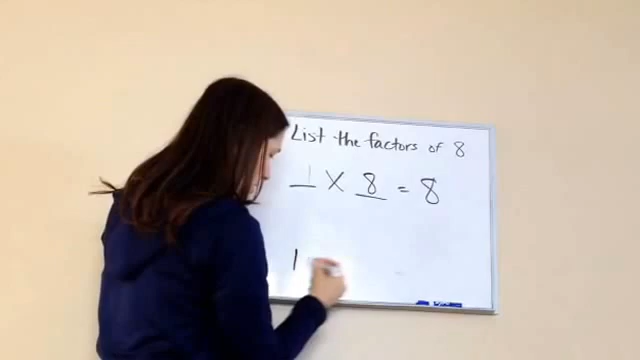 List the factors of 8
1 X 8 = 8
1